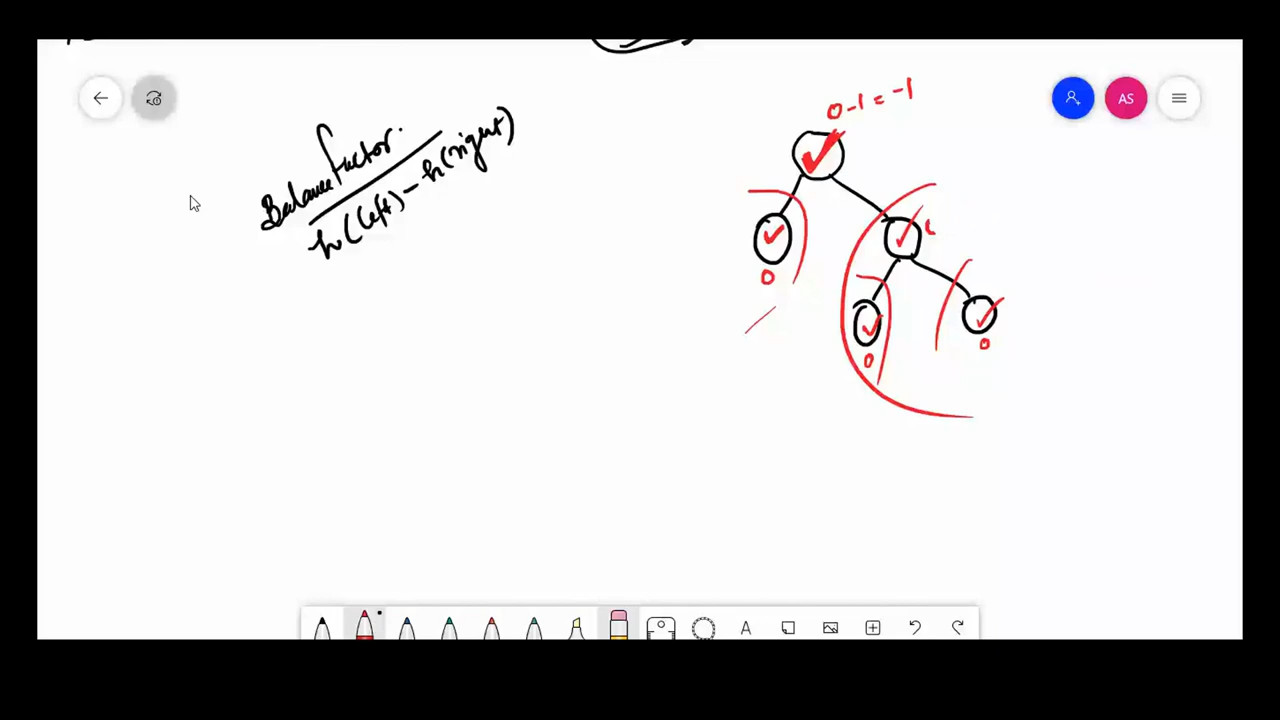 Balance Factor.
h(left) - h(right)
0-1 = -1
0
0
0
AS
A